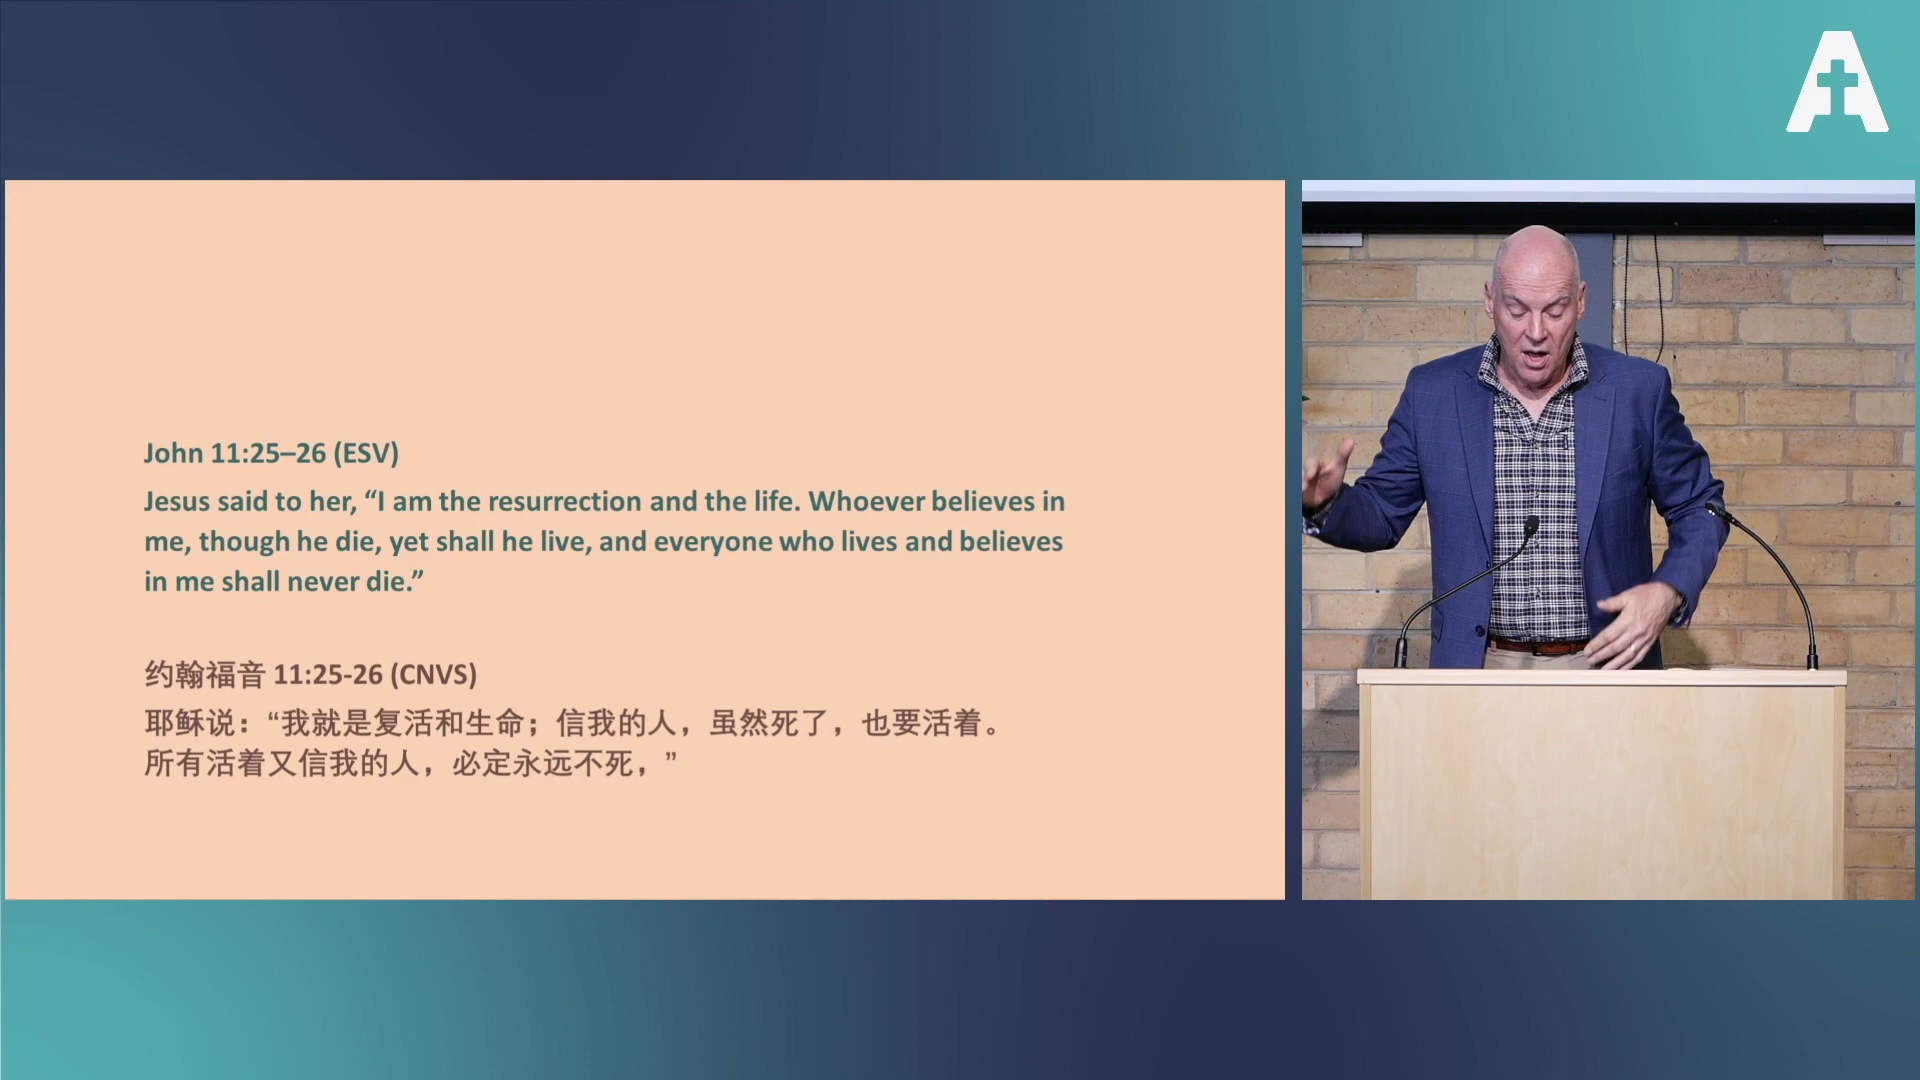 John 11:25–26 (ESV)
Jesus said to her, “I am the resurrection and the life. Whoever believes in
me, though he die, yet shall he live, and everyone who lives and believes
in me shall never die.”
约翰福音 11:25-26 (CNVS)
耶稣说：“我就是复活和生命；信我的人，虽然死了，也要活着。
所有活着又信我的人，必定永远不死，”